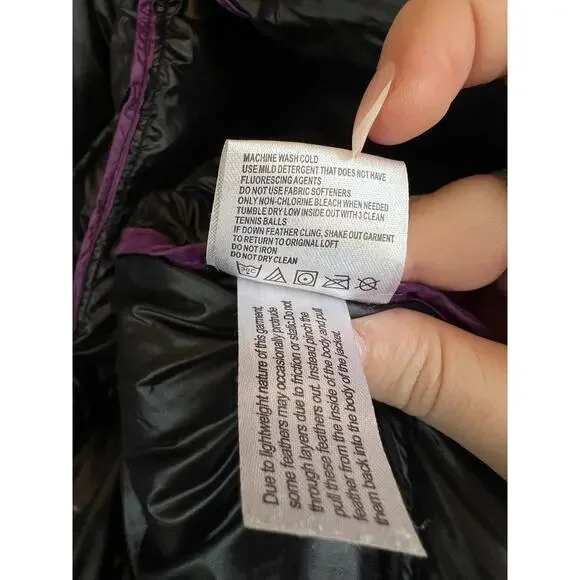 MACHINE WASH COLD
USE MILD DETERGENT THAT DOES NOT HAVE
FLUORESCING AGENTS
DO NOT USE FABRIC SOFTENERS
ONLY NON-CHLORINE BLEACH WHEN NEEDED
TUMBLE DRY LOW INSIDE OUT WITH 3 CLEAN
TENNIS BALLS
IF DOWN FEATHER CLING, SHAKE OUT GARMENT
TO RETURN TO ORIGINAL LOFT
DO NOT IRON
DO NOT DRY CLEAN
Due to lightweight nature of this garment,
some feathers may occasionally protrude
through layers due to friction or static.Do not
pull these feathers out. Instead pinch the
feather from the inside of the body and pull
them back into the body of the jacket.